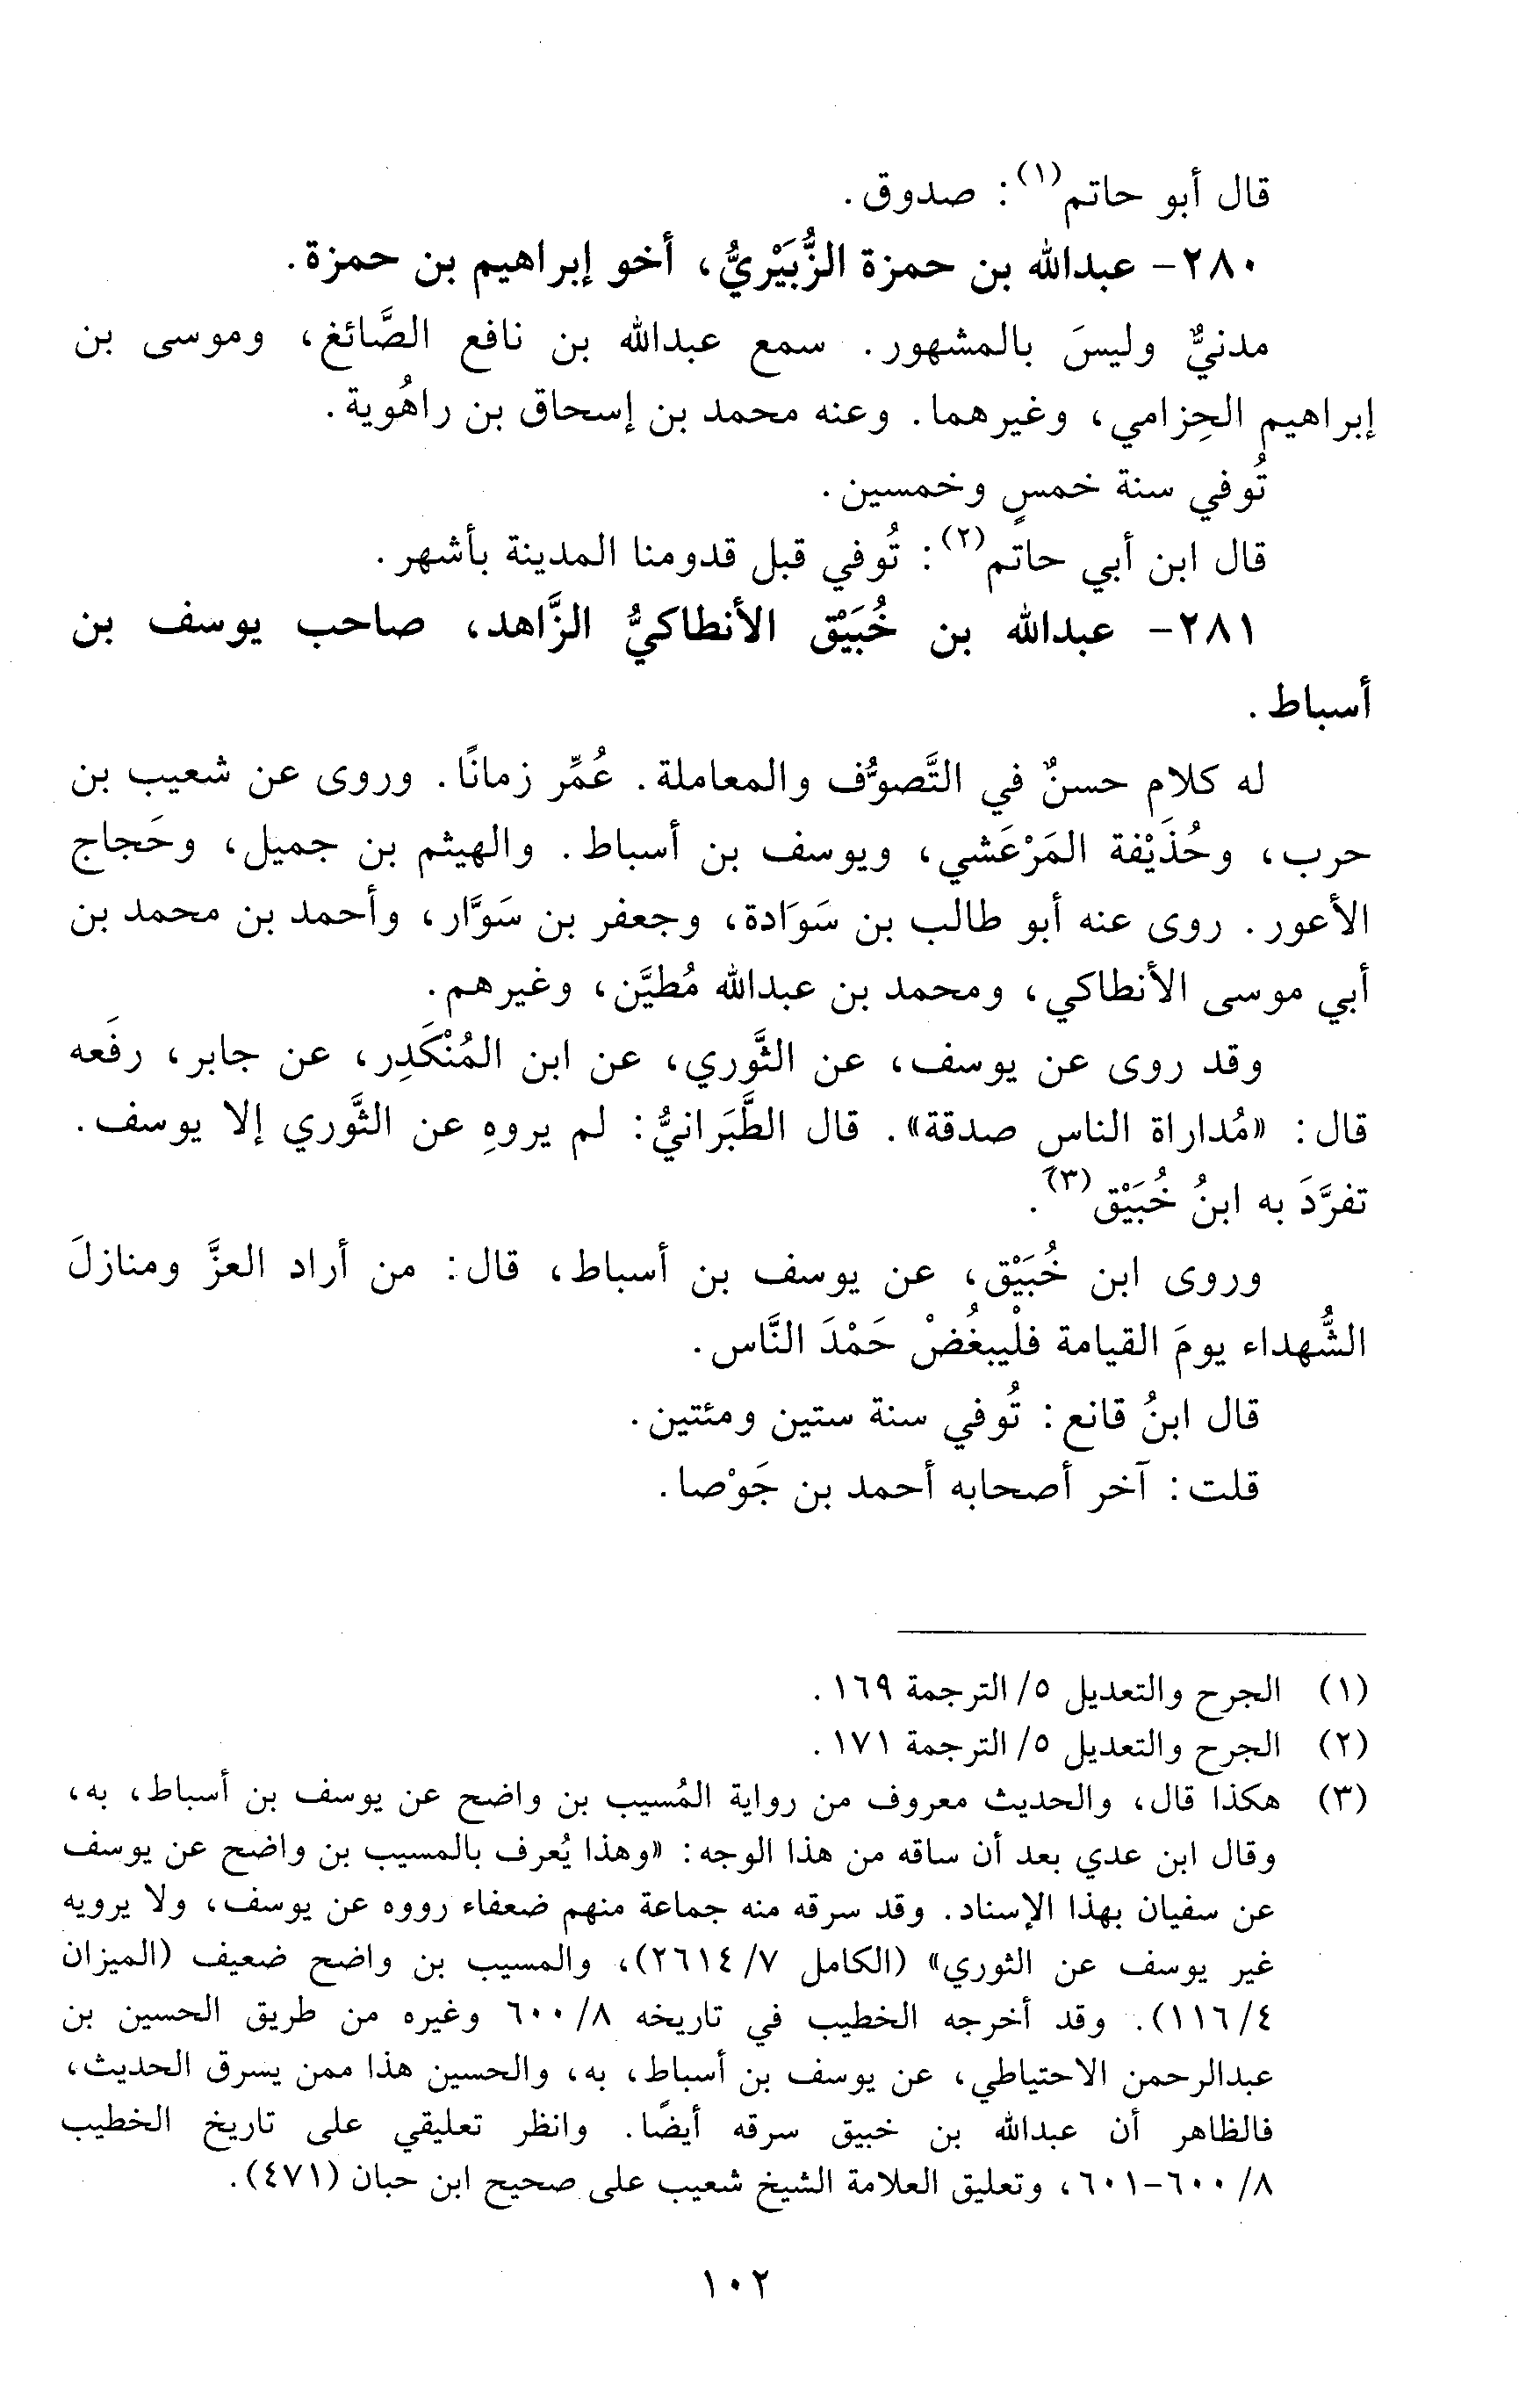 قال أبو حاتم(١): صدوق.
٢٨٠- عبدالله بن حمزة الزُّبَيْريُّ، أخو إبراهيم بن حمزة.
مدنيٌّ وليسَ بالمشهور. سمع عبدالله بن نافع الصَّائغ، وموسى بن
إبراهيم الحِزامي، وغيرهما. وعنه محمد بن إسحاق بن راهُوية.
تُوفي سنة خمسٍ وخمسين.
قال ابن أبي حاتم(٢): تُوفي قبل قدومنا المدينة بأشهر.
٢٨١- عبدالله بن خُبَيْق الأنطاكيُّ الزَّاهد، صاحب يوسف بن
أسباط.
له كلام حسنٌ في التَّصوُّف والمعاملة. عُمِّر زمانًا. وروى عن شعيب بن
حرب، وحُذَيْفة المَرْعَشي، ويوسف بن أسباط. والهيثم بن جميل، وحَجاج
الأعور. روى عنه أبو طالب بن سَوَادة، وجعفر بن سَوَّار، وأحمد بن محمد بن
أبي موسى الأنطاكي، ومحمد بن عبدالله مُطيَّن، وغيرهم.
وقد روى عن يوسف، عن الثَّوري، عن ابن المُنْكَدِر، عن جابر، رفَعه
قال: «مُداراة الناس صدقة». قال الطَّبَرانيُّ: لم يروهِ عن الثَّوري إلا يوسف.
تفرَّدَ به ابنُ خُبَيْق(٣).
وروى ابن خُبَيْق، عن يوسف بن أسباط، قال: من أراد العزَّ ومنازلَ
الشُّهداء يومَ القيامة فلْيبغُضْ حَمْدَ النَّاس.
قال ابنُ قانع: تُوفي سنة ستين ومئتين.
قلت: آخر أصحابه أحمد بن جَوْصا.
(١) الجرح والتعديل ٥/ الترجمة ١٦٩.
(٢) الجرح والتعديل ٥/ الترجمة ١٧١.
(٣) هكذا قال، والحديث معروف من رواية المُسيب بن واضح عن يوسف بن أسباط، به،
وقال ابن عدي بعد أن ساقه من هذا الوجه: «وهذا يُعرف بالمسيب بن واضح عن يوسف
عن سفيان بهذا الإسناد. وقد سرقه منه جماعة منهم ضعفاء رووه عن يوسف، ولا يرويه
غير يوسف عن الثوري» (الكامل ٧/ ٢٦١٤)، والمسيب بن واضح ضعيف (الميزان
٤/ ١١٦). وقد أخرجه الخطيب في تاريخه ٨/ ٦٠٠ وغيره من طريق الحسين بن
عبدالرحمن الاحتياطي، عن يوسف بن أسباط، به، والحسين هذا ممن يسرق الحديث،
فالظاهر أن عبدالله بن خبيق سرقه أيضًا. وانظر تعليقي على تاريخ الخطيب
٨/ ٦٠٠-٦٠١، وتعليق العلامة الشيخ شعيب على صحيح ابن حبان (٤٧١).
١٠٢